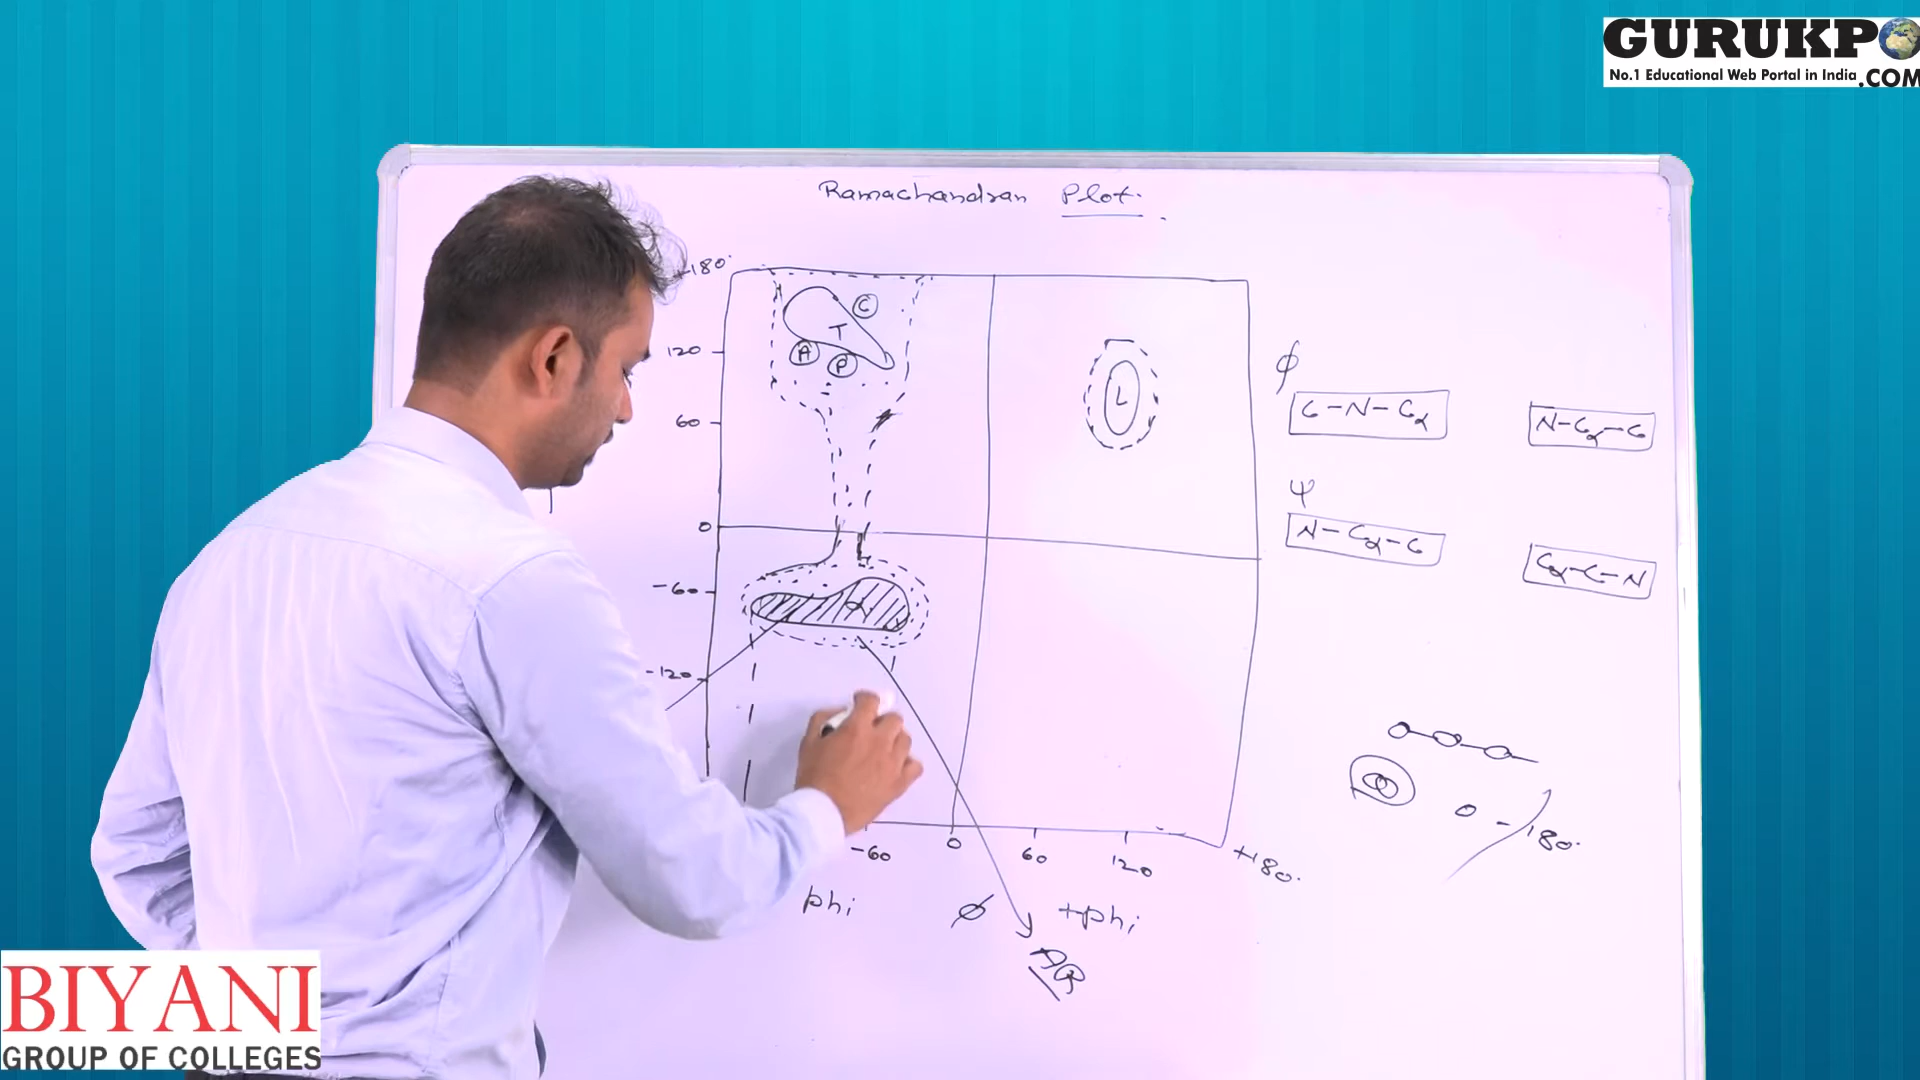 GURUKPO
No.1 Educational Web Portal in India .COM
Ramachandran Plot.
+180°
120
60
0
-60
-120
C
T
A
P
L
α
φ
C-N-Cα
N-Cα-C
ψ
N-Cα-C
Cα-C-N
0 - 180°
-60
0
60
120
+180°
phi
φ
+phi
BIYANI
GROUP OF COLLEGES